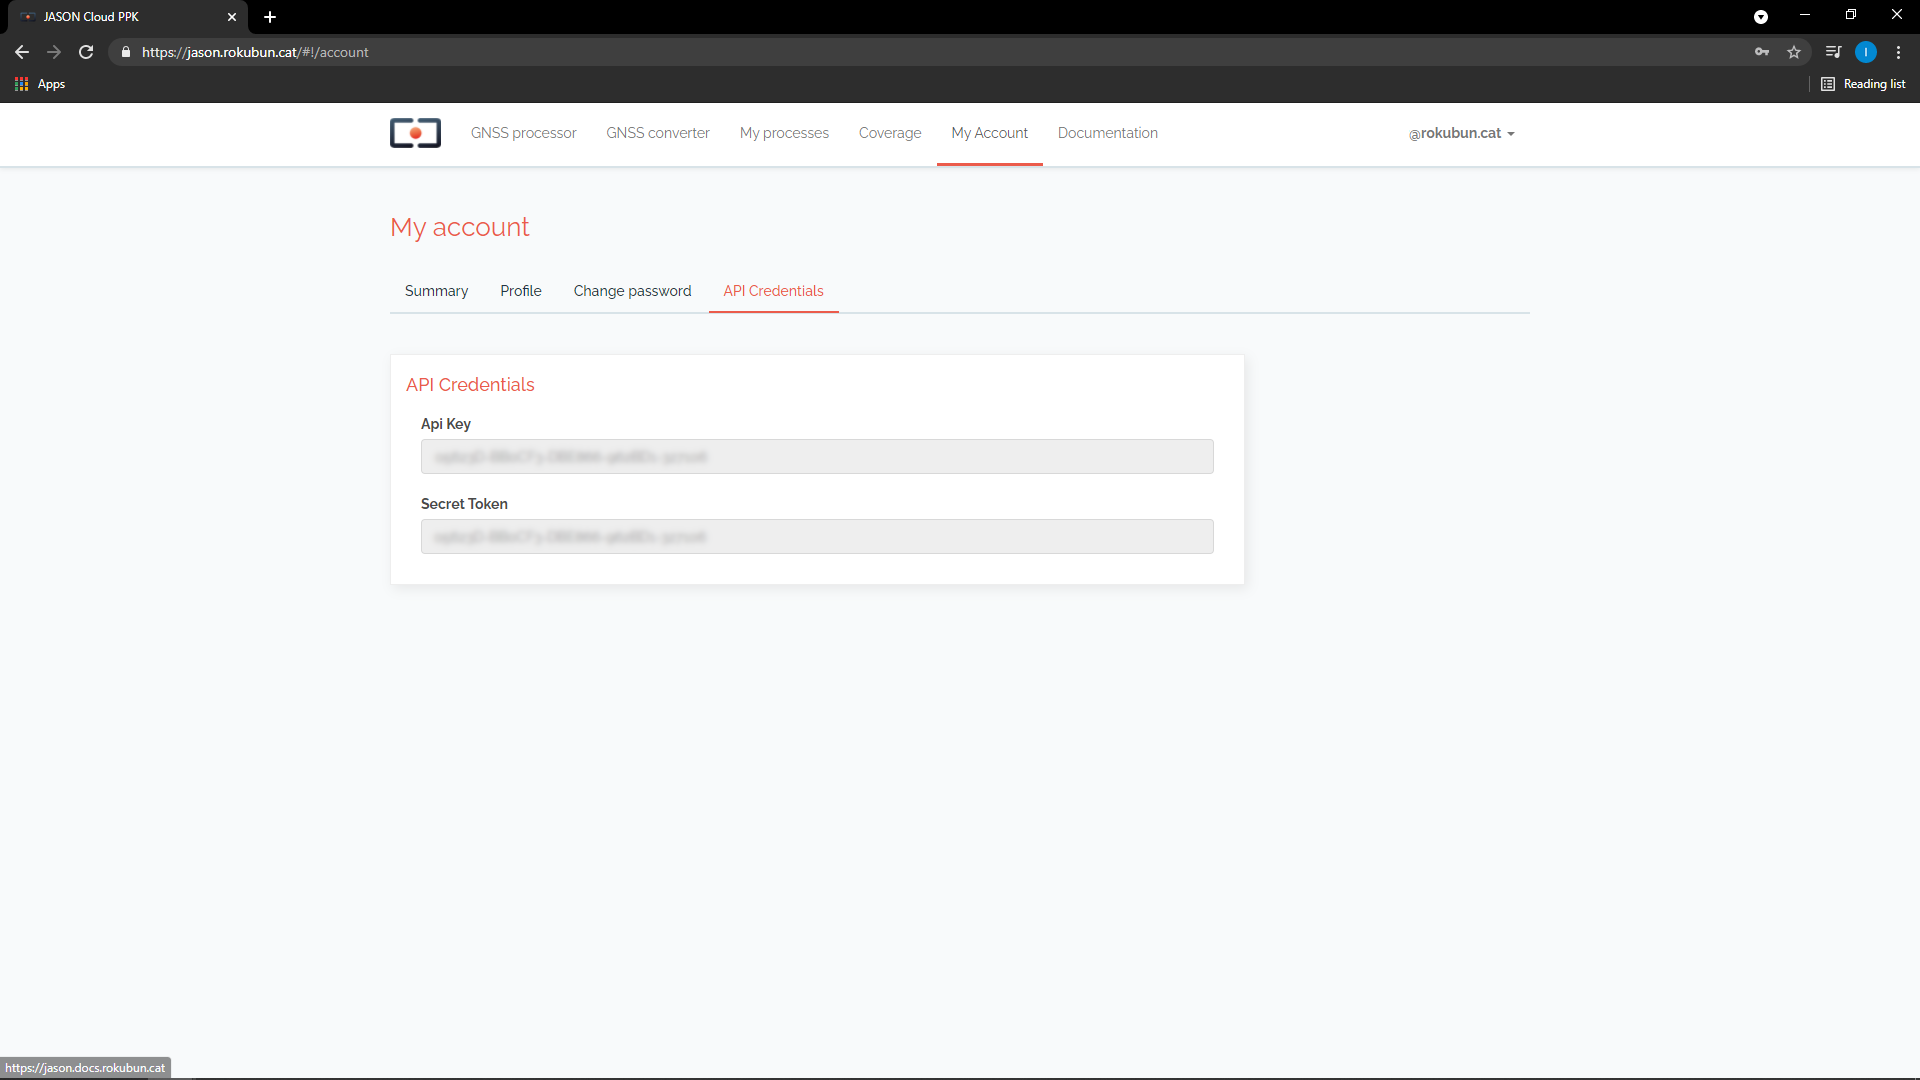 JASON Cloud PPK
https://jason.rokubun.cat/#!/account
I
Apps
Reading list
GNSS processor
GNSS converter
My processes
Coverage
My Account
Documentation
@rokubun.cat
My account
Summary
Profile
Change password
API Credentials
API Credentials
Api Key
Secret Token
https://jason.docs.rokubun.cat